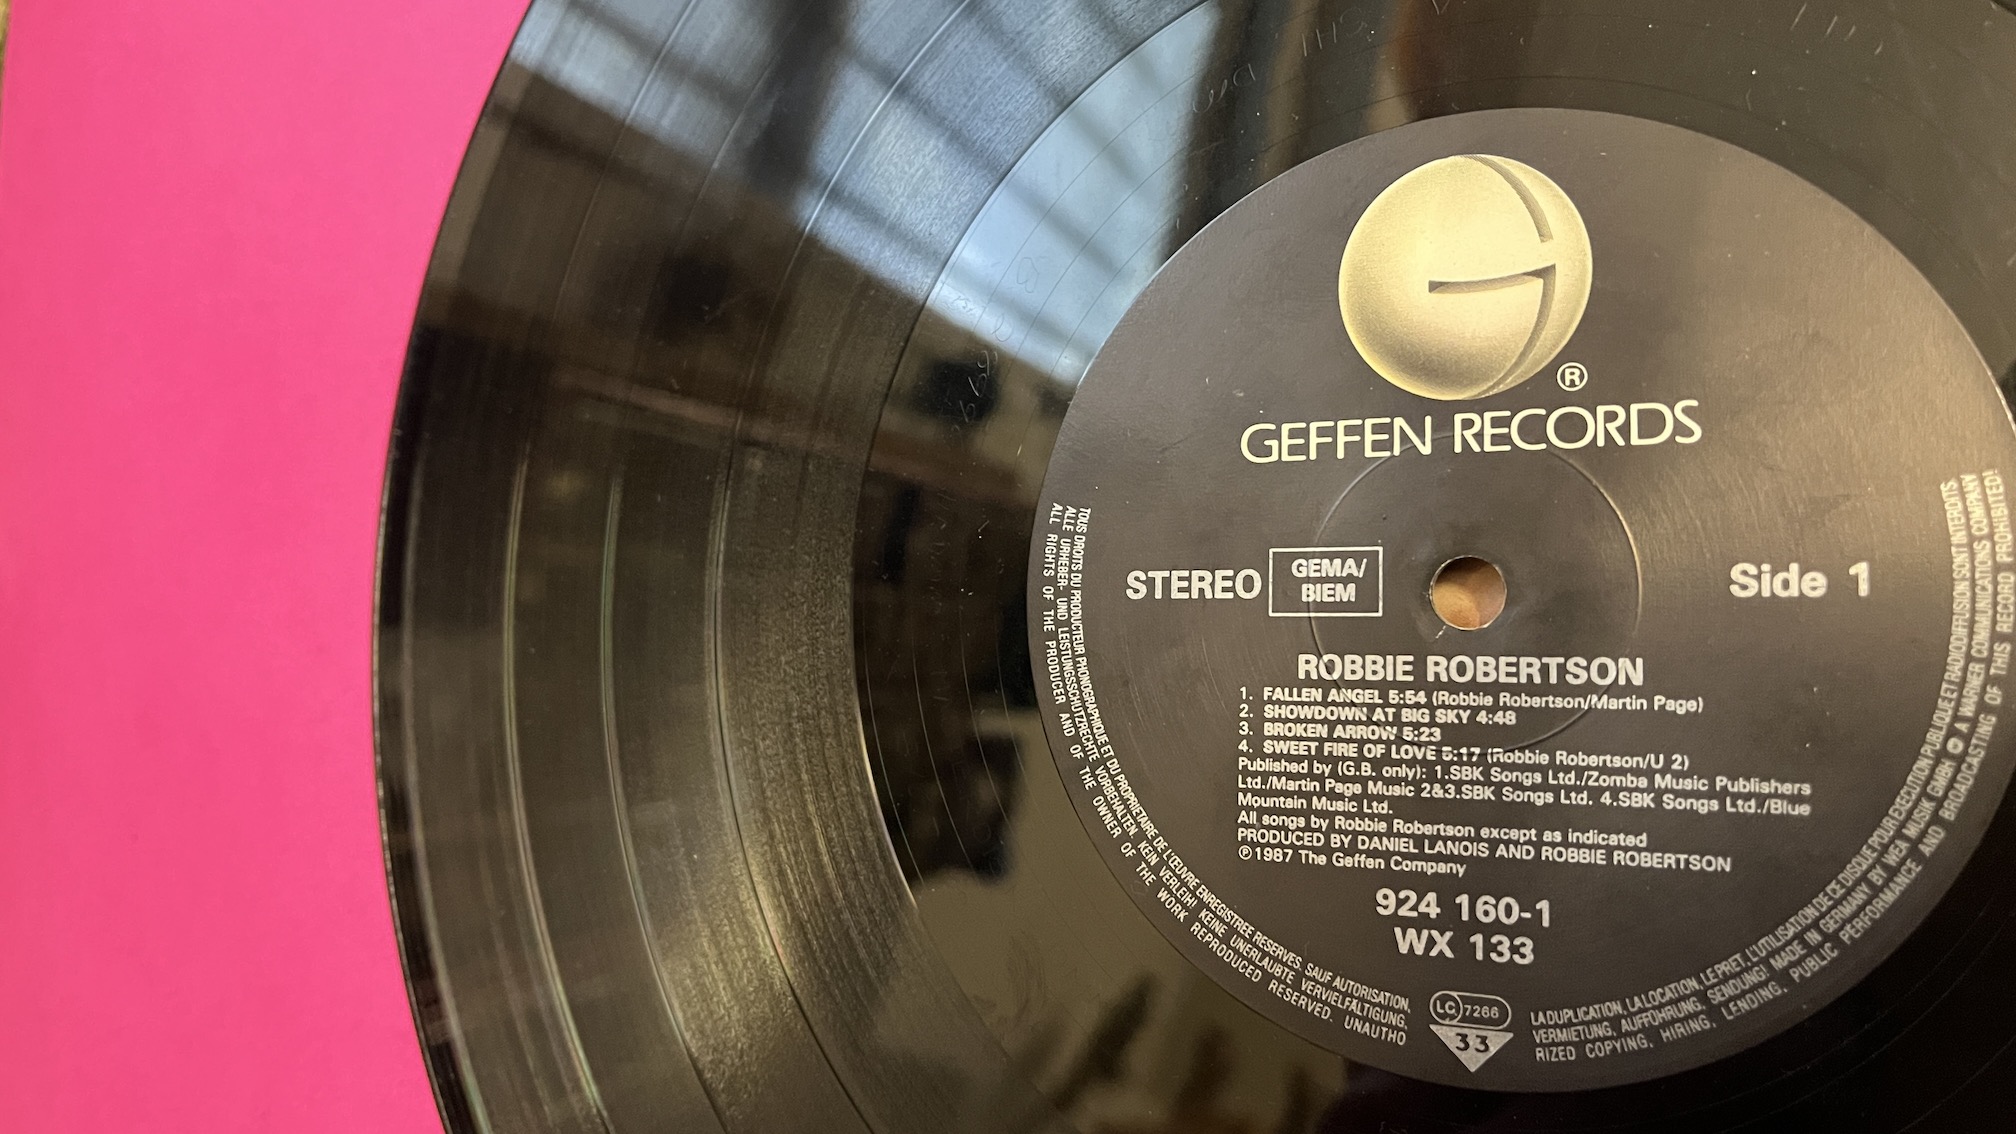 ®
GEFFEN RECORDS
STEREO
GEMA/
BIEM
Side 1
ROBBIE ROBERTSON
1. FALLEN ANGEL 5:54 (Robbie Robertson/Martin Page)
2. SHOWDOWN AT BIG SKY 4:48
3. BROKEN ARROW 5:23
4. SWEET FIRE OF LOVE 5:17 (Robbie Robertson/U 2)
Published by (G.B. only): 1.SBK Songs Ltd./Zomba Music Publishers
Ltd./Martin Page Music 2&3.SBK Songs Ltd. 4.SBK Songs Ltd./Blue
Mountain Music Ltd.
All songs by Robbie Robertson except as indicated
PRODUCED BY DANIEL LANOIS AND ROBBIE ROBERTSON
℗1987 The Geffen Company
924 160-1
WX 133
LC 7266
33
TOUS DROITS DU PRODUCTEUR PHONOGRAPHIQUE ET DU PROPRIETAIRE DE L'ŒUVRE ENREGISTREE RESERVES. SAUF AUTORISATION, LA DUPLICATION, LA LOCATION, LE PRET, L'UTILISATION DE CE DISQUE POUR EXECUTION PUBLIQUE ET RADIODIFFUSION SONT INTERDITS.
ALLE URHEBER- UND LEISTUNGSSCHUTZRECHTE VORBEHALTEN. KEIN VERLEIH! KEINE UNERLAUBTE VERVIELFÄLTIGUNG, VERMIETUNG, AUFFÜHRUNG, SENDUNG! MADE IN GERMANY BY WEA MUSIK GMBH A WARNER COMMUNICATIONS COMPANY
ALL RIGHTS OF THE PRODUCER AND OF THE OWNER OF THE WORK REPRODUCED RESERVED. UNAUTHORIZED COPYING, HIRING, LENDING, PUBLIC PERFORMANCE AND BROADCASTING OF THIS RECORD PROHIBITED!